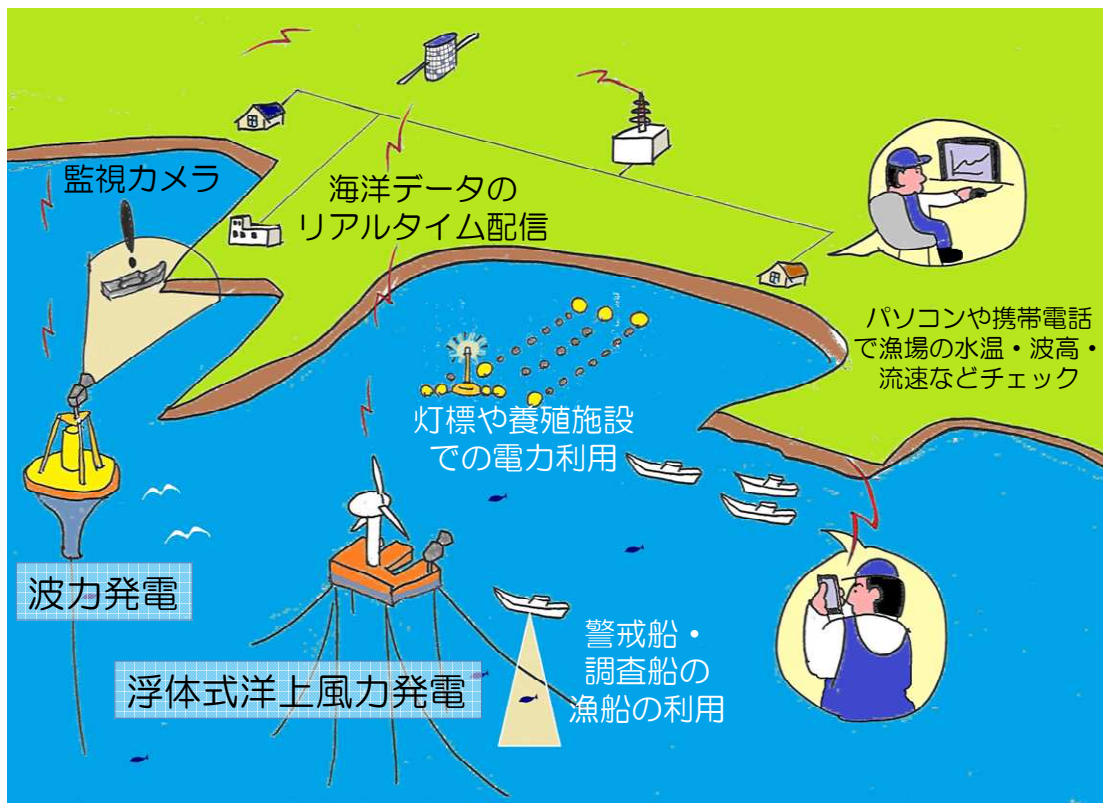 監視カメラ
海洋データの
リアルタイム配信
パソコンや携帯電話
で漁場の水温・波高・
流速などチェック
灯標や養殖施設
での電力利用
波力発電
浮体式洋上風力発電
警戒船・
調査船の
漁船の利用